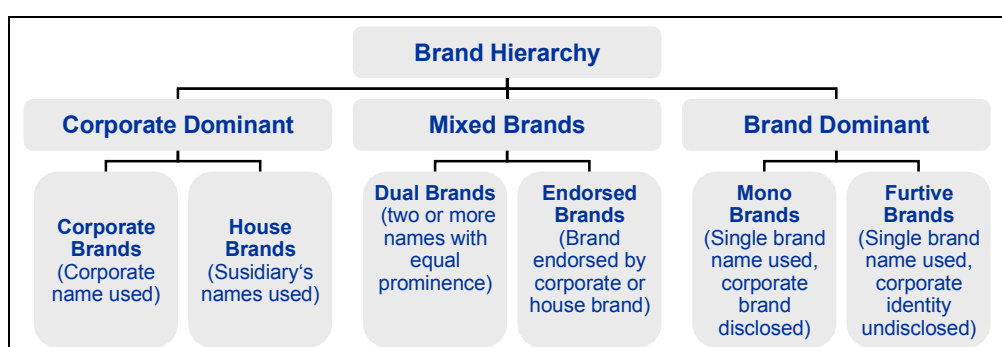 Brand Hierarchy
Corporate Dominant
Mixed Brands
Brand Dominant
Corporate
Brands
(Corporate
name used)
House
Brands
(Susidiary‘s
names used)
Dual Brands
(two or more
names with
equal
prominence)
Endorsed
Brands
(Brand
endorsed by
corporate or
house brand)
Mono
Brands
(Single brand
name used,
corporate
brand
disclosed)
Furtive
Brands
(Single brand
name used,
corporate
identity
undisclosed)